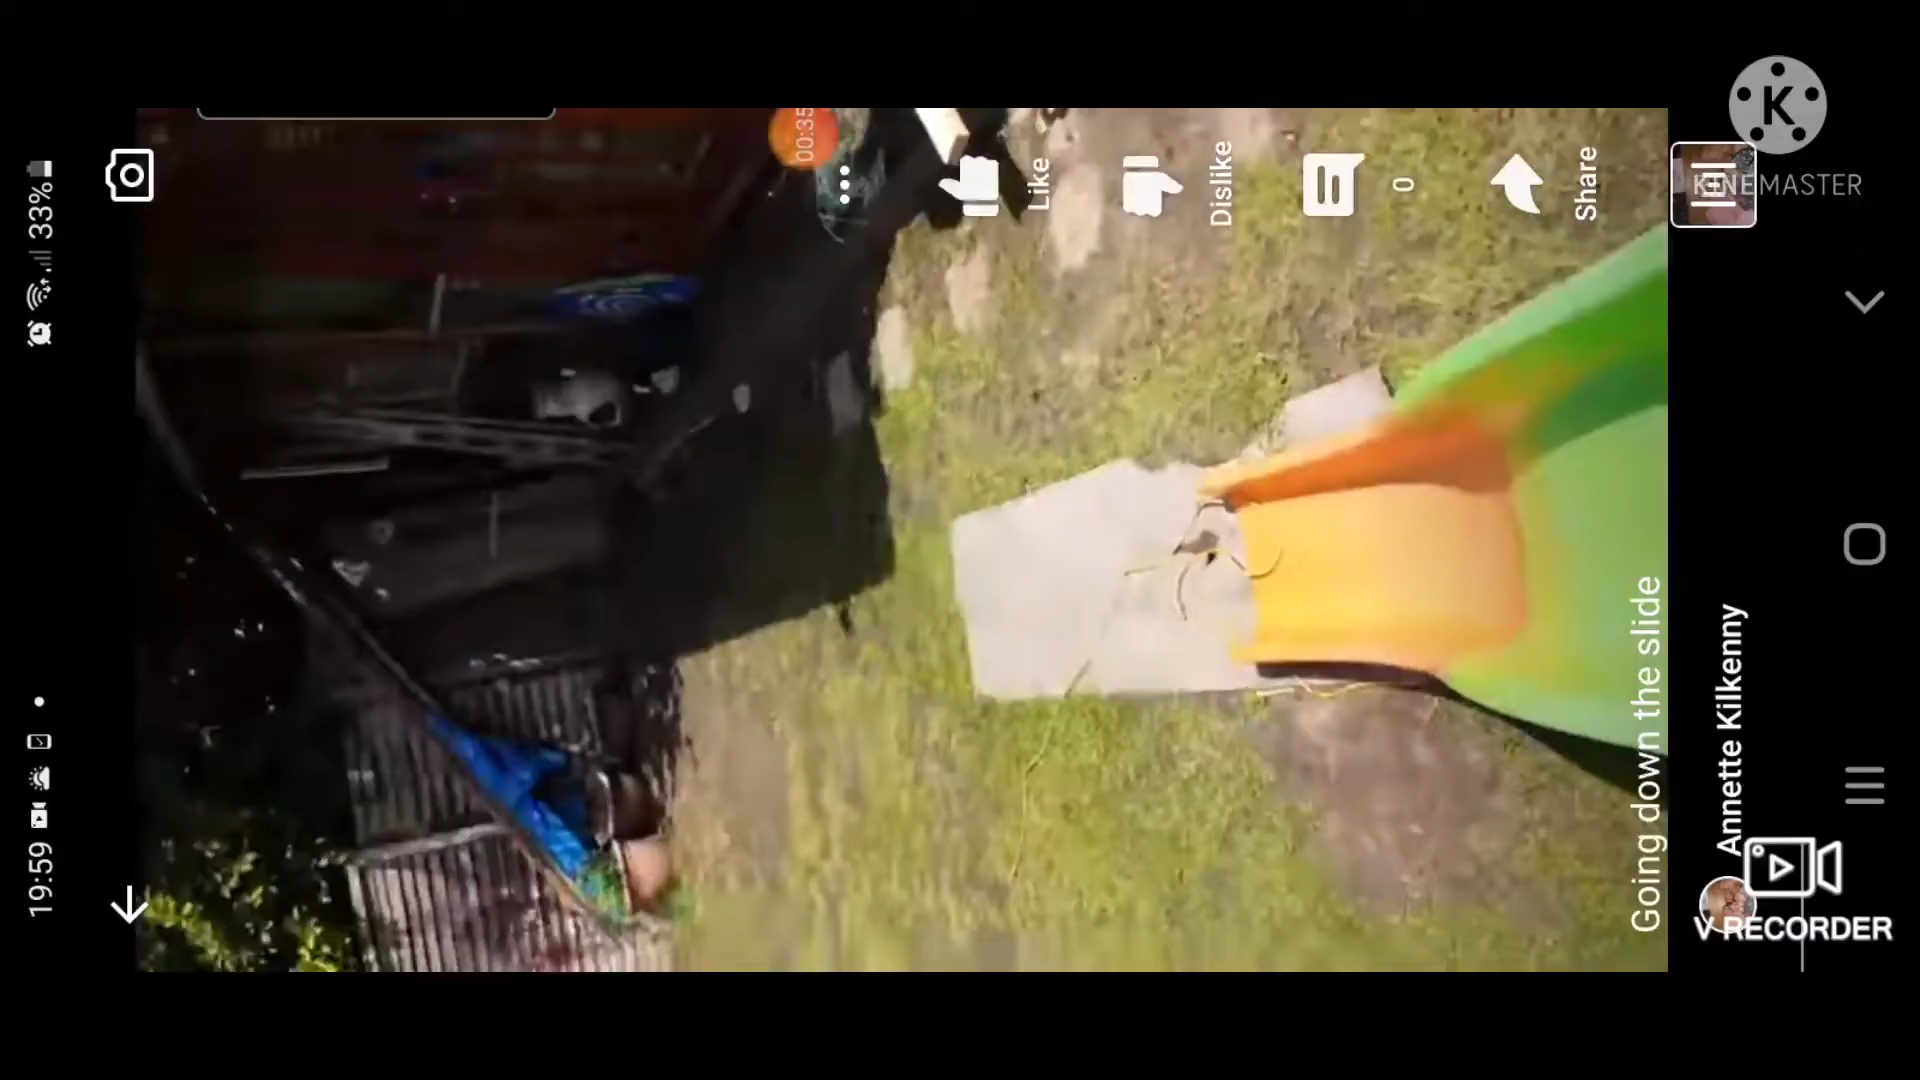 19:59
33%
00:35
Like
Dislike
0
Share
Going down the slide
Annette Kilkenny
KINEMASTER
V RECORDER